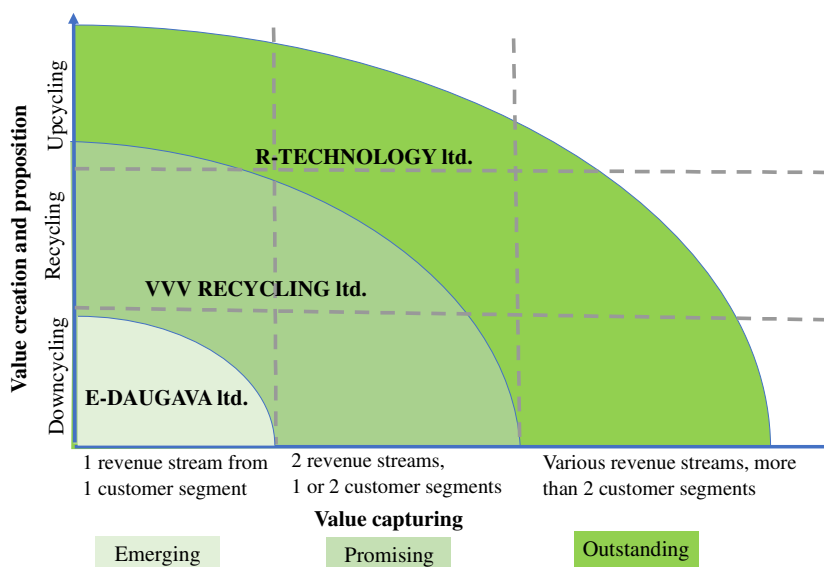 Value creation and proposition
Upcycling
Recycling
Downcycling
R-TECHNOLOGY ltd.
VVV RECYCLING ltd.
E-DAUGAVA ltd.
1 revenue stream from
1 customer segment
2 revenue streams,
1 or 2 customer segments
Various revenue streams, more
than 2 customer segments
Value capturing
Emerging
Promising
Outstanding